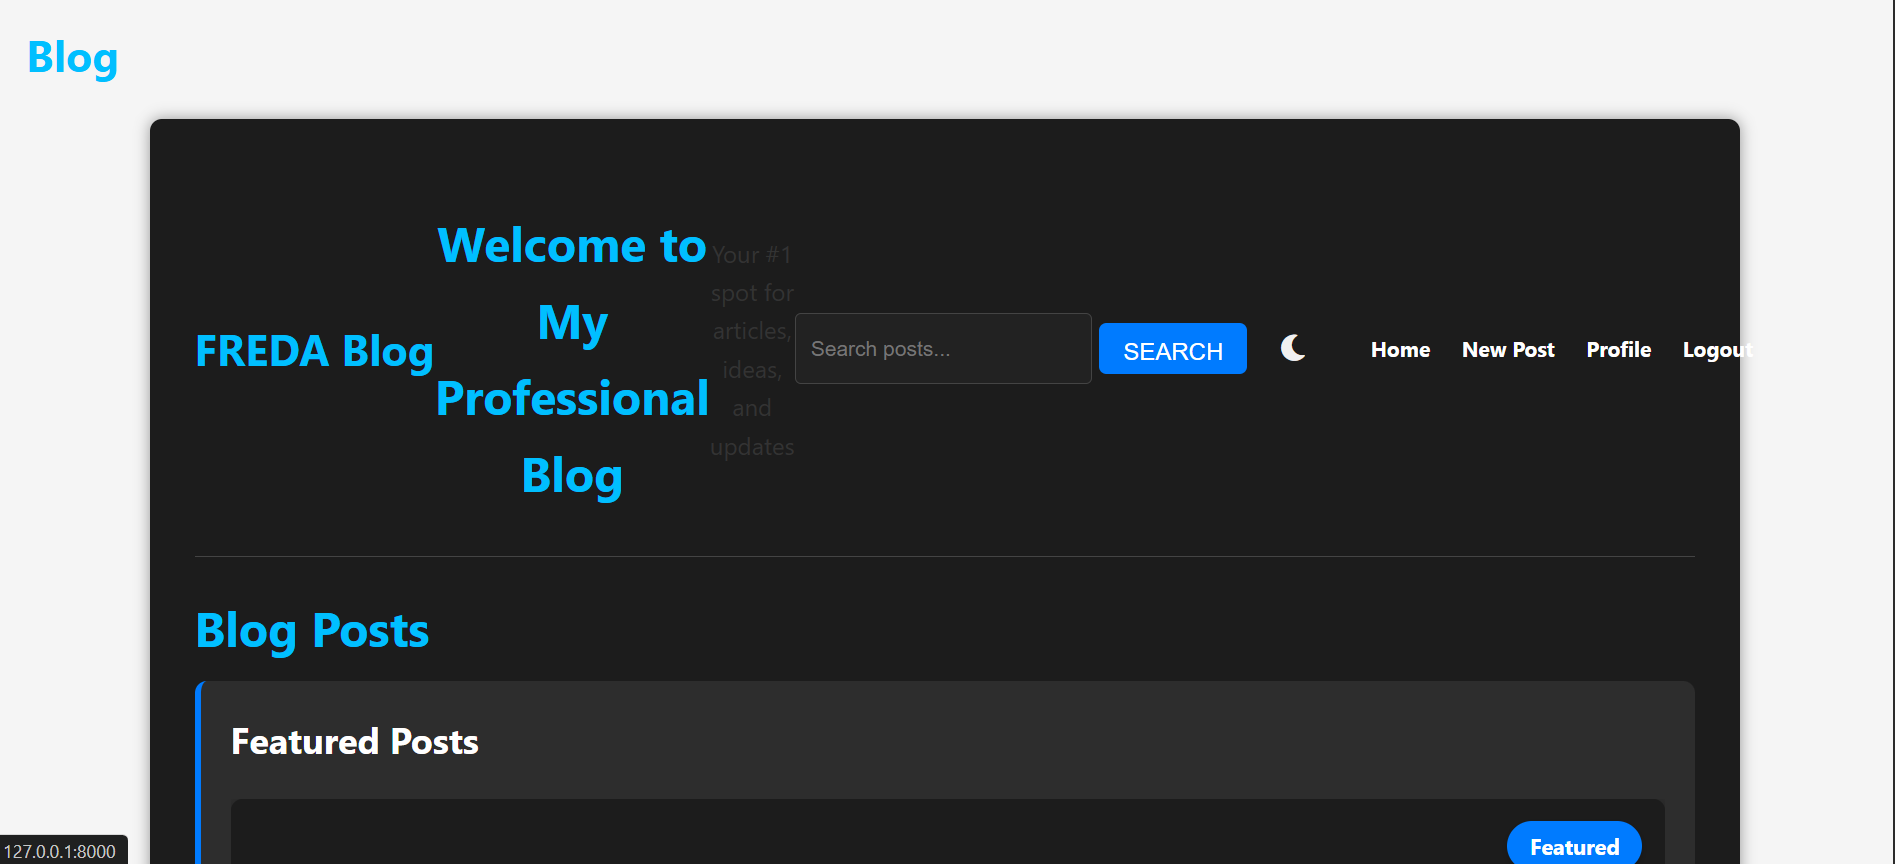 Blog
FREDA Blog
Welcome to
My
Professional
Blog
Your #1
spot for
articles,
ideas,
and
updates
Search posts...
SEARCH
Home New Post Profile Logout
Blog Posts
Featured Posts
Featured
127.0.0.1:8000